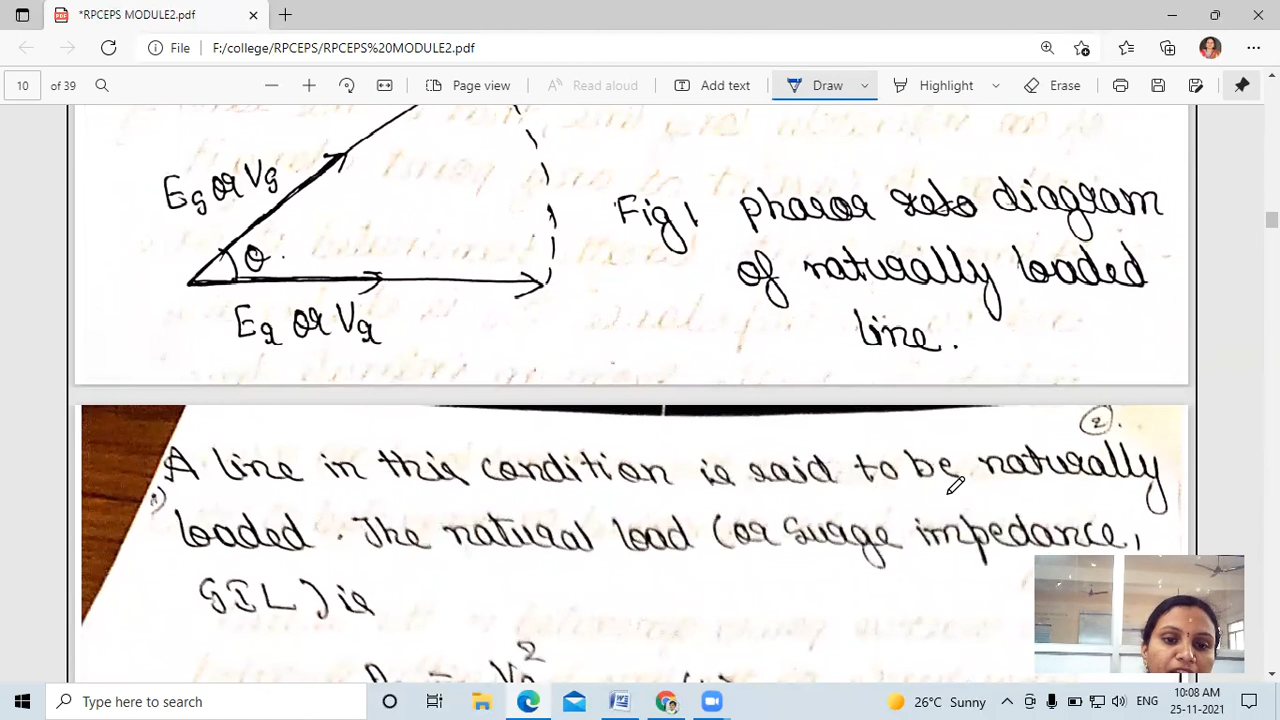 *RPCEPS MODULE2.pdf
File F:/college/RPCEPS/RPCEPS%20MODULE2.pdf
10 of 39 Page view Read aloud Add text Draw Highlight Erase
Es or Vs
θ.
Er or Vr
Fig 1 phasor diagram
of naturally loaded
line.
2.
A line in this condition is said to be naturally
loaded. The natural load (or surge impedance,
SIL) is
Type here to search
26°C Sunny
ENG
10:08 AM
25-11-2021